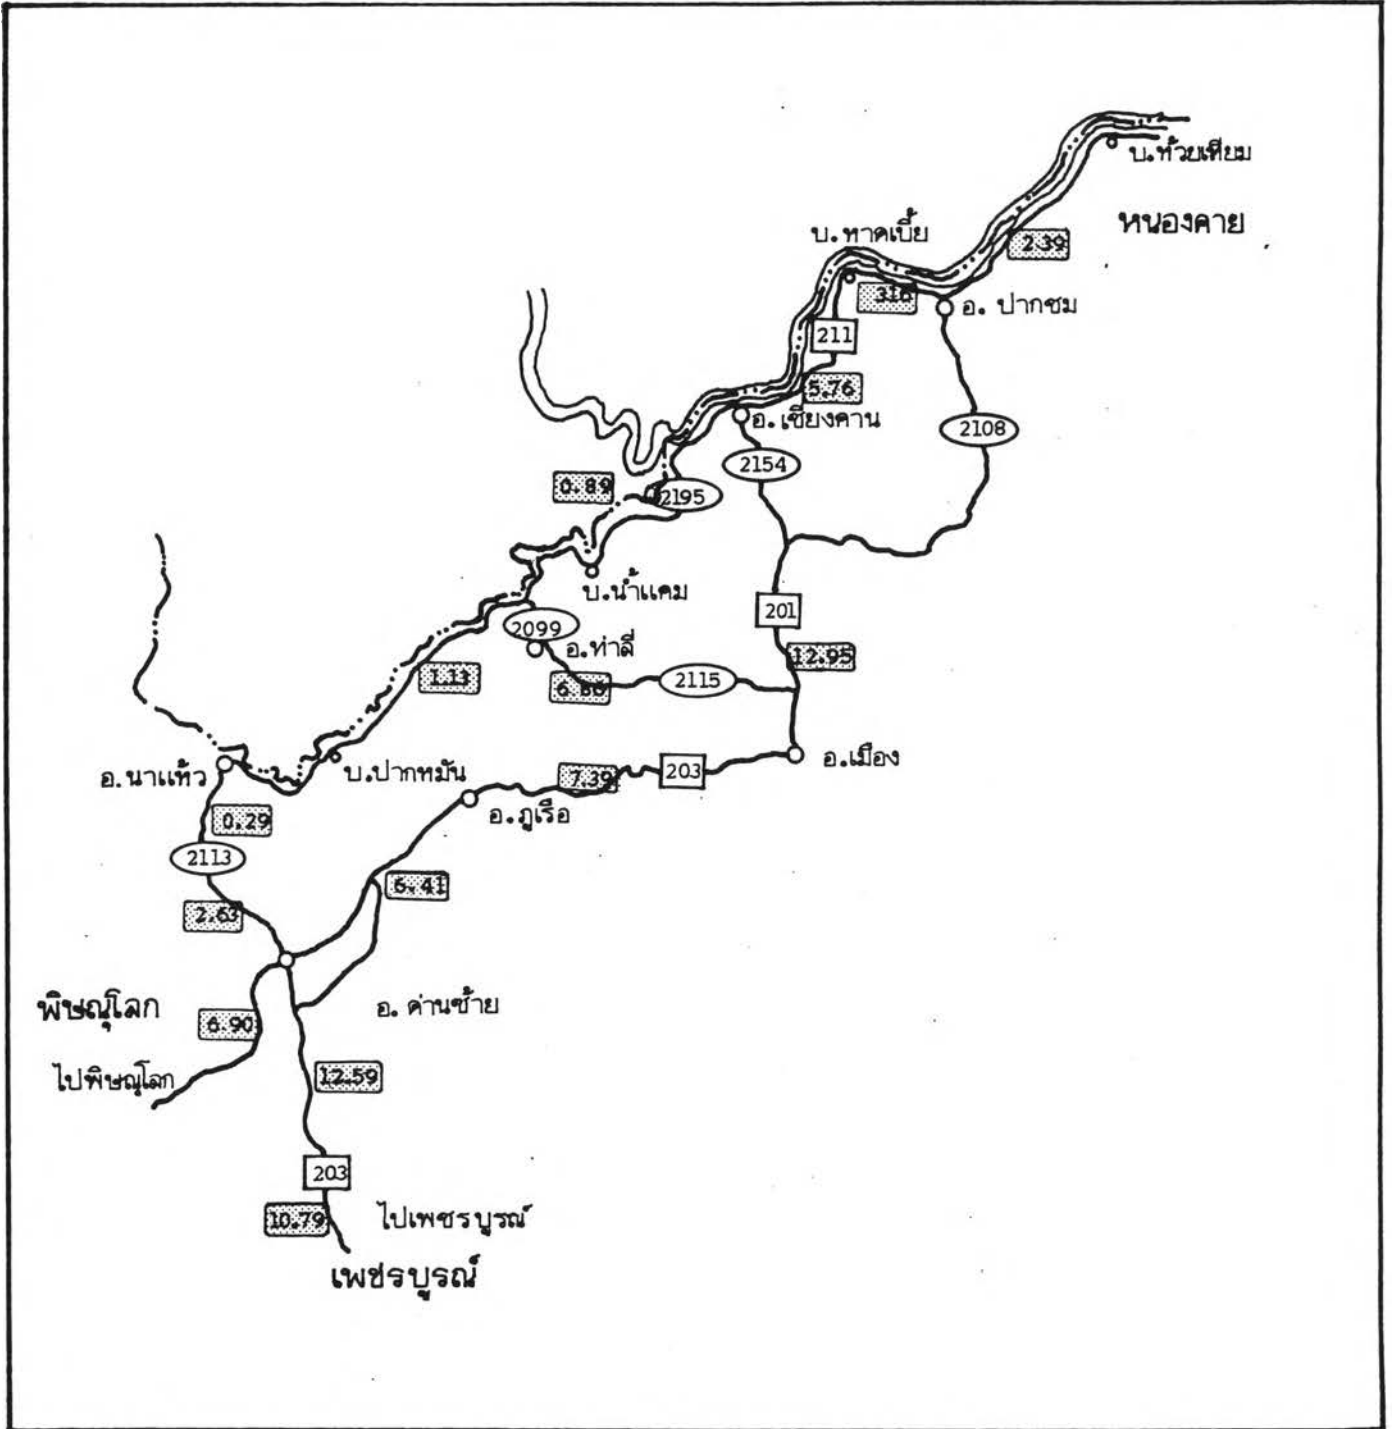 บ.ห้วยเทียม
หนองคาย
บ.หาดเบี้ย
2.39
3.16
อ. ปากชม
211
5.76
อ.เชียงคาน
2108
2154
0.89
2195
บ.น้ำแคม
201
2099
อ.ท่าลี่
12.95
1.13
2115
อ.เมือง
อ.นาแห้ว
บ.ปากหมัน
7.39
203
อ.ภูเรือ
0.29
2113
6.41
2.63
พิษณุโลก
อ. ด่านซ้าย
6.90
ไปพิษณุโลก
12.59
203
10.79
ไปเพชรบูรณ์
เพชรบูรณ์